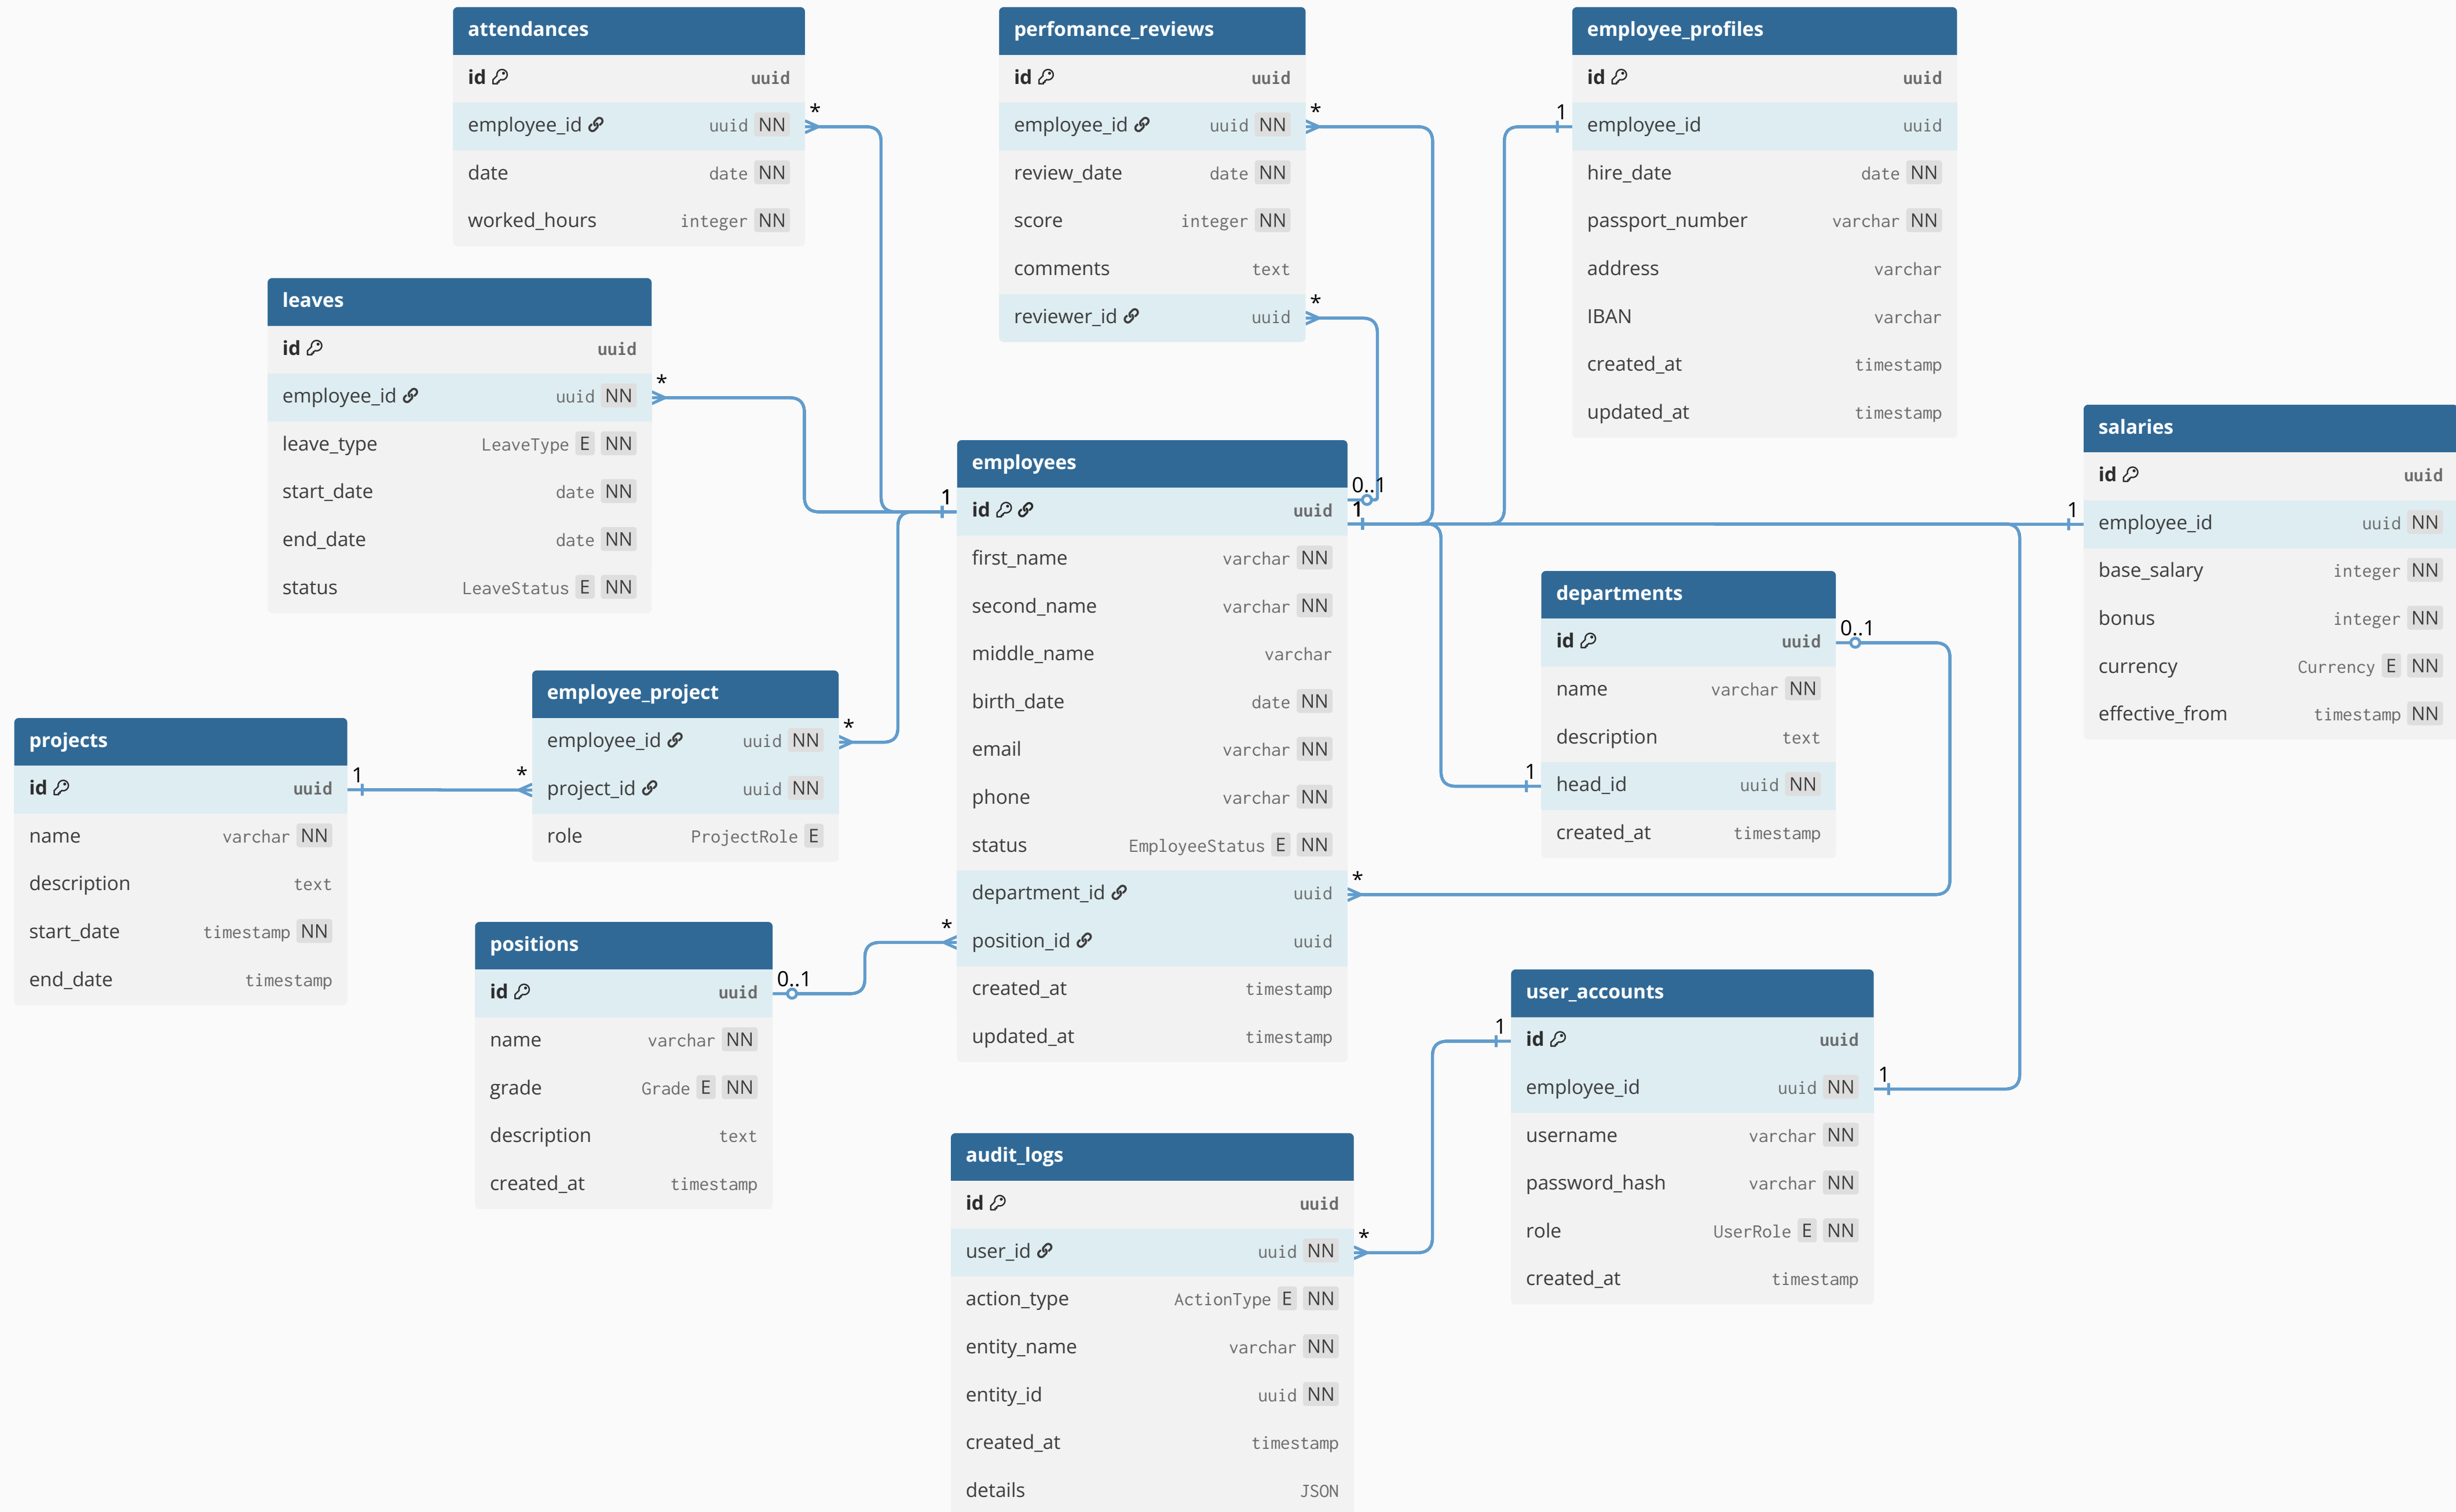 attendances
id uuid
employee_id uuid NN
date date NN
worked_hours integer NN
*
perfomance_reviews
id uuid
employee_id uuid NN
review_date date NN
score integer NN
comments text
reviewer_id uuid
*
*
employee_profiles
id uuid
employee_id uuid
hire_date date NN
passport_number varchar NN
address varchar
IBAN varchar
created_at timestamp
updated_at timestamp
1
leaves
id uuid
employee_id uuid NN
leave_type LeaveType E NN
start_date date NN
end_date date NN
status LeaveStatus E NN
*
employees
id uuid
first_name varchar NN
second_name varchar NN
middle_name varchar
birth_date date NN
email varchar NN
phone varchar NN
status EmployeeStatus E NN
department_id uuid
position_id uuid
created_at timestamp
updated_at timestamp
1
0..1
1
*
*
salaries
id uuid
employee_id uuid NN
base_salary integer NN
bonus integer NN
currency Currency E NN
effective_from timestamp NN
1
departments
id uuid
name varchar NN
description text
head_id uuid NN
created_at timestamp
0..1
1
employee_project
employee_id uuid NN
project_id uuid NN
role ProjectRole E
*
*
projects
id uuid
name varchar NN
description text
start_date timestamp NN
end_date timestamp
1
positions
id uuid
name varchar NN
grade Grade E NN
description text
created_at timestamp
0..1
user_accounts
id uuid
employee_id uuid NN
username varchar NN
password_hash varchar NN
role UserRole E NN
created_at timestamp
1
1
audit_logs
id uuid
user_id uuid NN
action_type ActionType E NN
entity_name varchar NN
entity_id uuid NN
created_at timestamp
details JSON
*